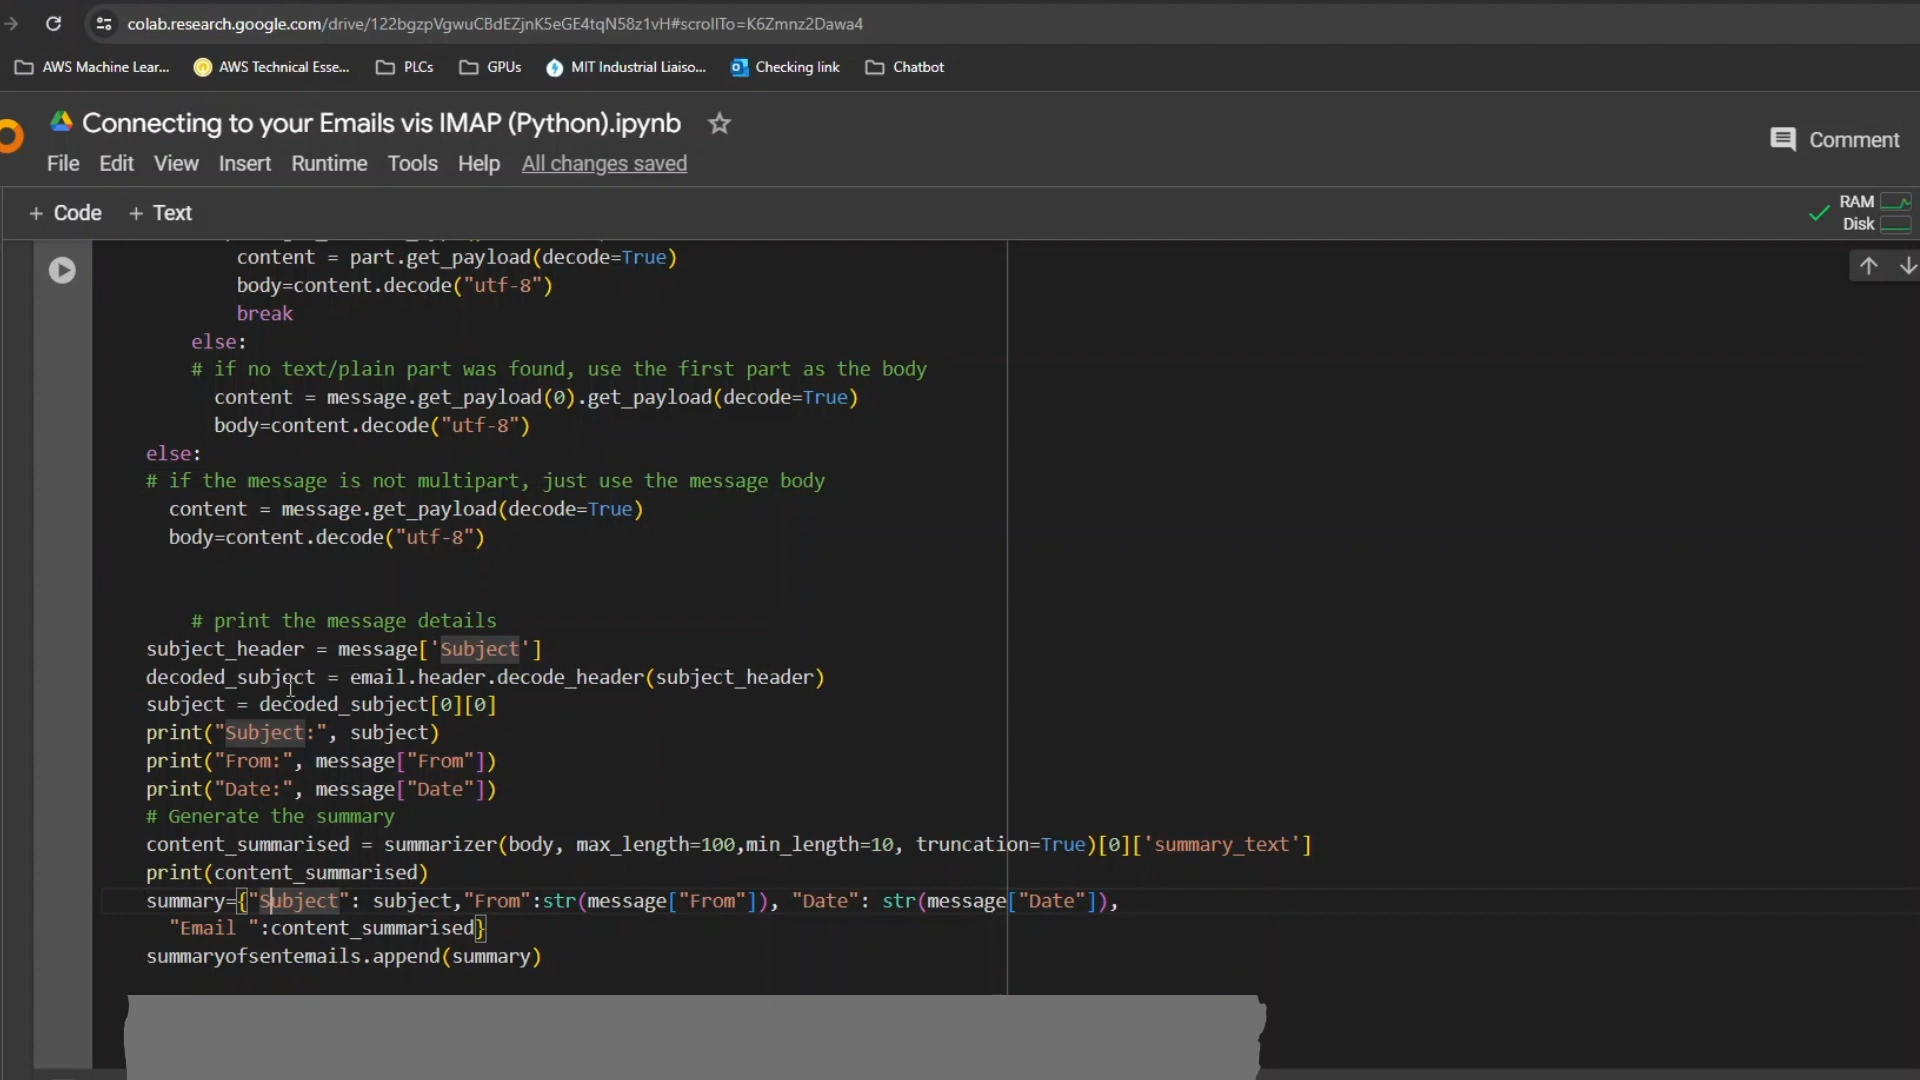 colab.research.google.com/drive/122bgzpVgwuCBdEZjnK5eGE4tqN58z1vH#scrollTo=K6Zmnz2Dawa4
AWS Machine Lear... AWS Technical Esse... PLCs GPUs MIT Industrial Liaiso... Checking link Chatbot
Connecting to your Emails vis IMAP (Python).ipynb
Comment
File Edit View Insert Runtime Tools Help All changes saved
+ Code + Text
RAM
Disk
content = part.get_payload(decode=True)
body=content.decode("utf-8")
break
else:
# if no text/plain part was found, use the first part as the body
content = message.get_payload(0).get_payload(decode=True)
body=content.decode("utf-8")
else:
# if the message is not multipart, just use the message body
content = message.get_payload(decode=True)
body=content.decode("utf-8")
# print the message details
subject_header = message['Subject']
decoded_subject = email.header.decode_header(subject_header)
subject = decoded_subject[0][0]
print("Subject:", subject)
print("From:", message["From"])
print("Date:", message["Date"])
# Generate the summary
content_summarised = summarizer(body, max_length=100,min_length=10, truncation=True)[0]['summary_text']
print(content_summarised)
summary={"Subject": subject,"From":str(message["From"]), "Date": str(message["Date"]),
"Email ":content_summarised}
summaryofsentemails.append(summary)